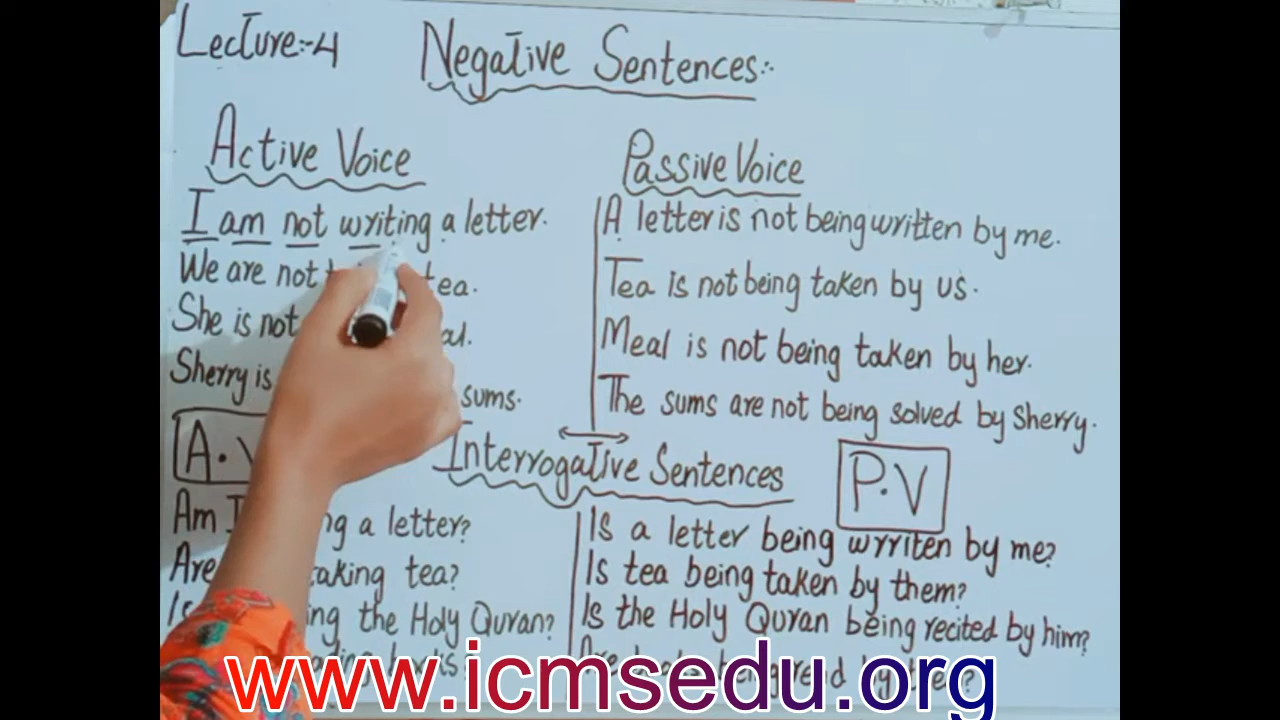 Lecture:-4
Negative Sentences:-
Active Voice
I am not writing a letter.
We are not tea.
She is not
Sherry is sums.
Passive Voice
A letter is not being written by me.
Tea is not being taken by us.
Meal is not being taken by her.
The sums are not being solved by Sherry.
A.V
Interrogative Sentences
P.V
Am I a letter?
Are taking tea?
Is the Holy Quran?
Is a letter being wrriten by me?
Is tea being taken by them?
Is the Holy Quran being recited by him?
www.icmsedu.org